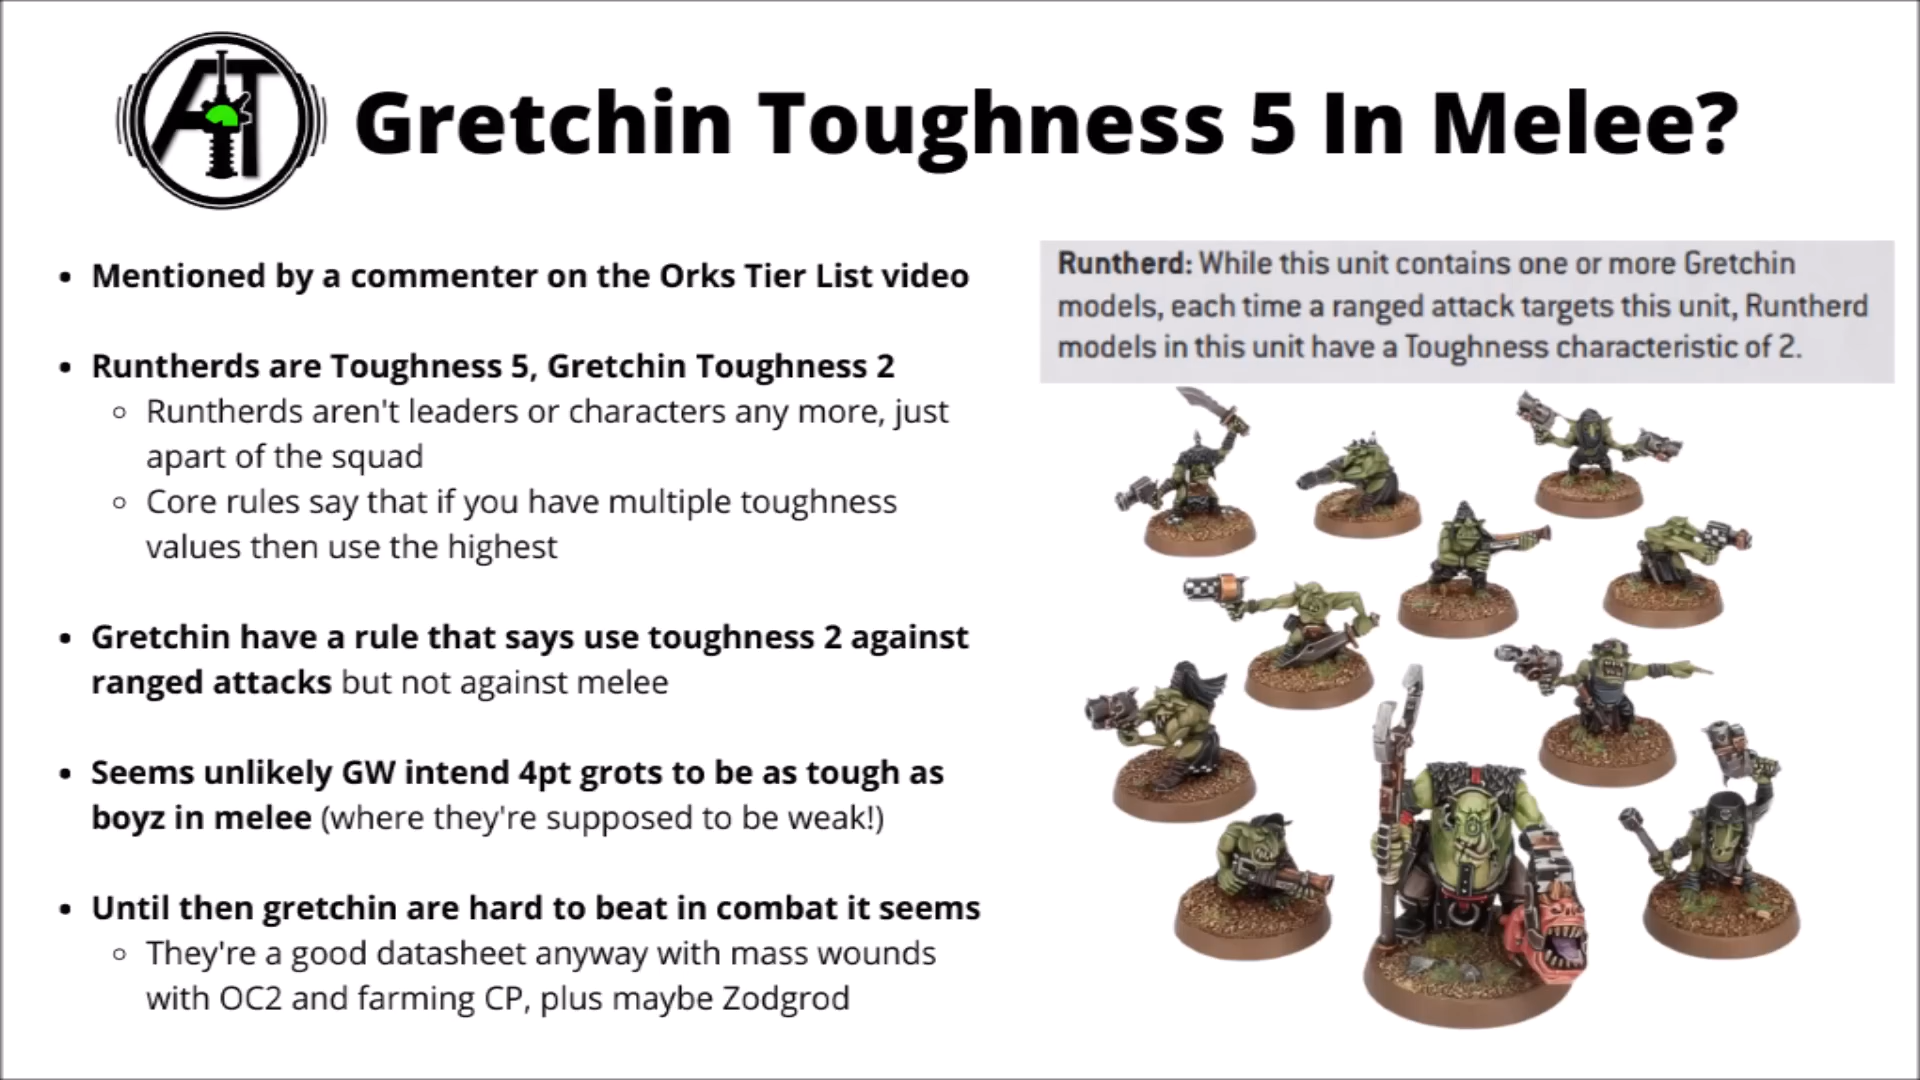 AT
Gretchin Toughness 5 In Melee?
• Mentioned by a commenter on the Orks Tier List video
• Runtherds are Toughness 5, Gretchin Toughness 2
◦ Runtherds aren't leaders or characters any more, just
apart of the squad
◦ Core rules say that if you have multiple toughness
values then use the highest
• Gretchin have a rule that says use toughness 2 against
ranged attacks but not against melee
• Seems unlikely GW intend 4pt grots to be as tough as
boyz in melee (where they're supposed to be weak!)
• Until then gretchin are hard to beat in combat it seems
◦ They're a good datasheet anyway with mass wounds
with OC2 and farming CP, plus maybe Zodgrod
Runtherd: While this unit contains one or more Gretchin
models, each time a ranged attack targets this unit, Runtherd
models in this unit have a Toughness characteristic of 2.